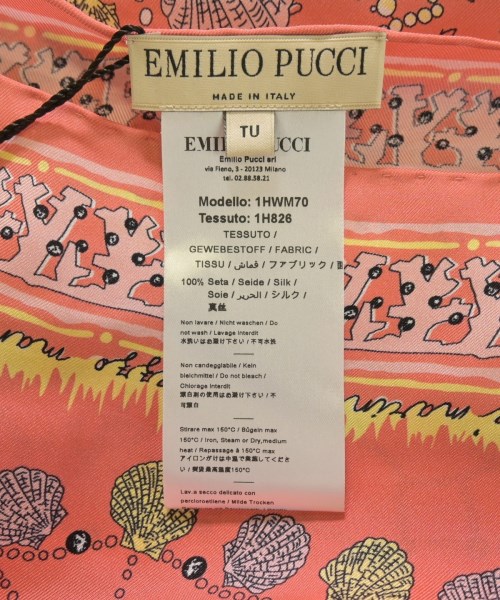 EMILIO PUCCI
MADE IN ITALY
TU
EMILIO PUCCI
Emilio Pucci srl
via Fieno, 3 - 20123 Milano
tel. 02.88.38.21
Modello: 1HWM70
Tessuto: 1H826
TESSUTO /
GEWEBESTOFF / FABRIC /
TISSU / قماش / ファブリック /
100% Seta / Seide / Silk /
Soie / الحرير / シルク /
真丝
Non lavare / Nicht waschen / Do
not wash / Lavage interdit
水洗いはお避け下さい / 不可水洗
Non candeggiabile / Kein
bleichmittel / Do not bleach /
Chlorage interdit
漂白剤の使用はお避け下さい / 不
可漂白
Stirare max 150°C / Bügeln max
150°C / Iron, Steam or Dry, medium
heat / Repassage à 150°C max /
アイロンがけは中温で実施してくださ
い / 熨燙最高溫度150°C
Lav.a secco delicato con
percloroetilene / Milde Trocken